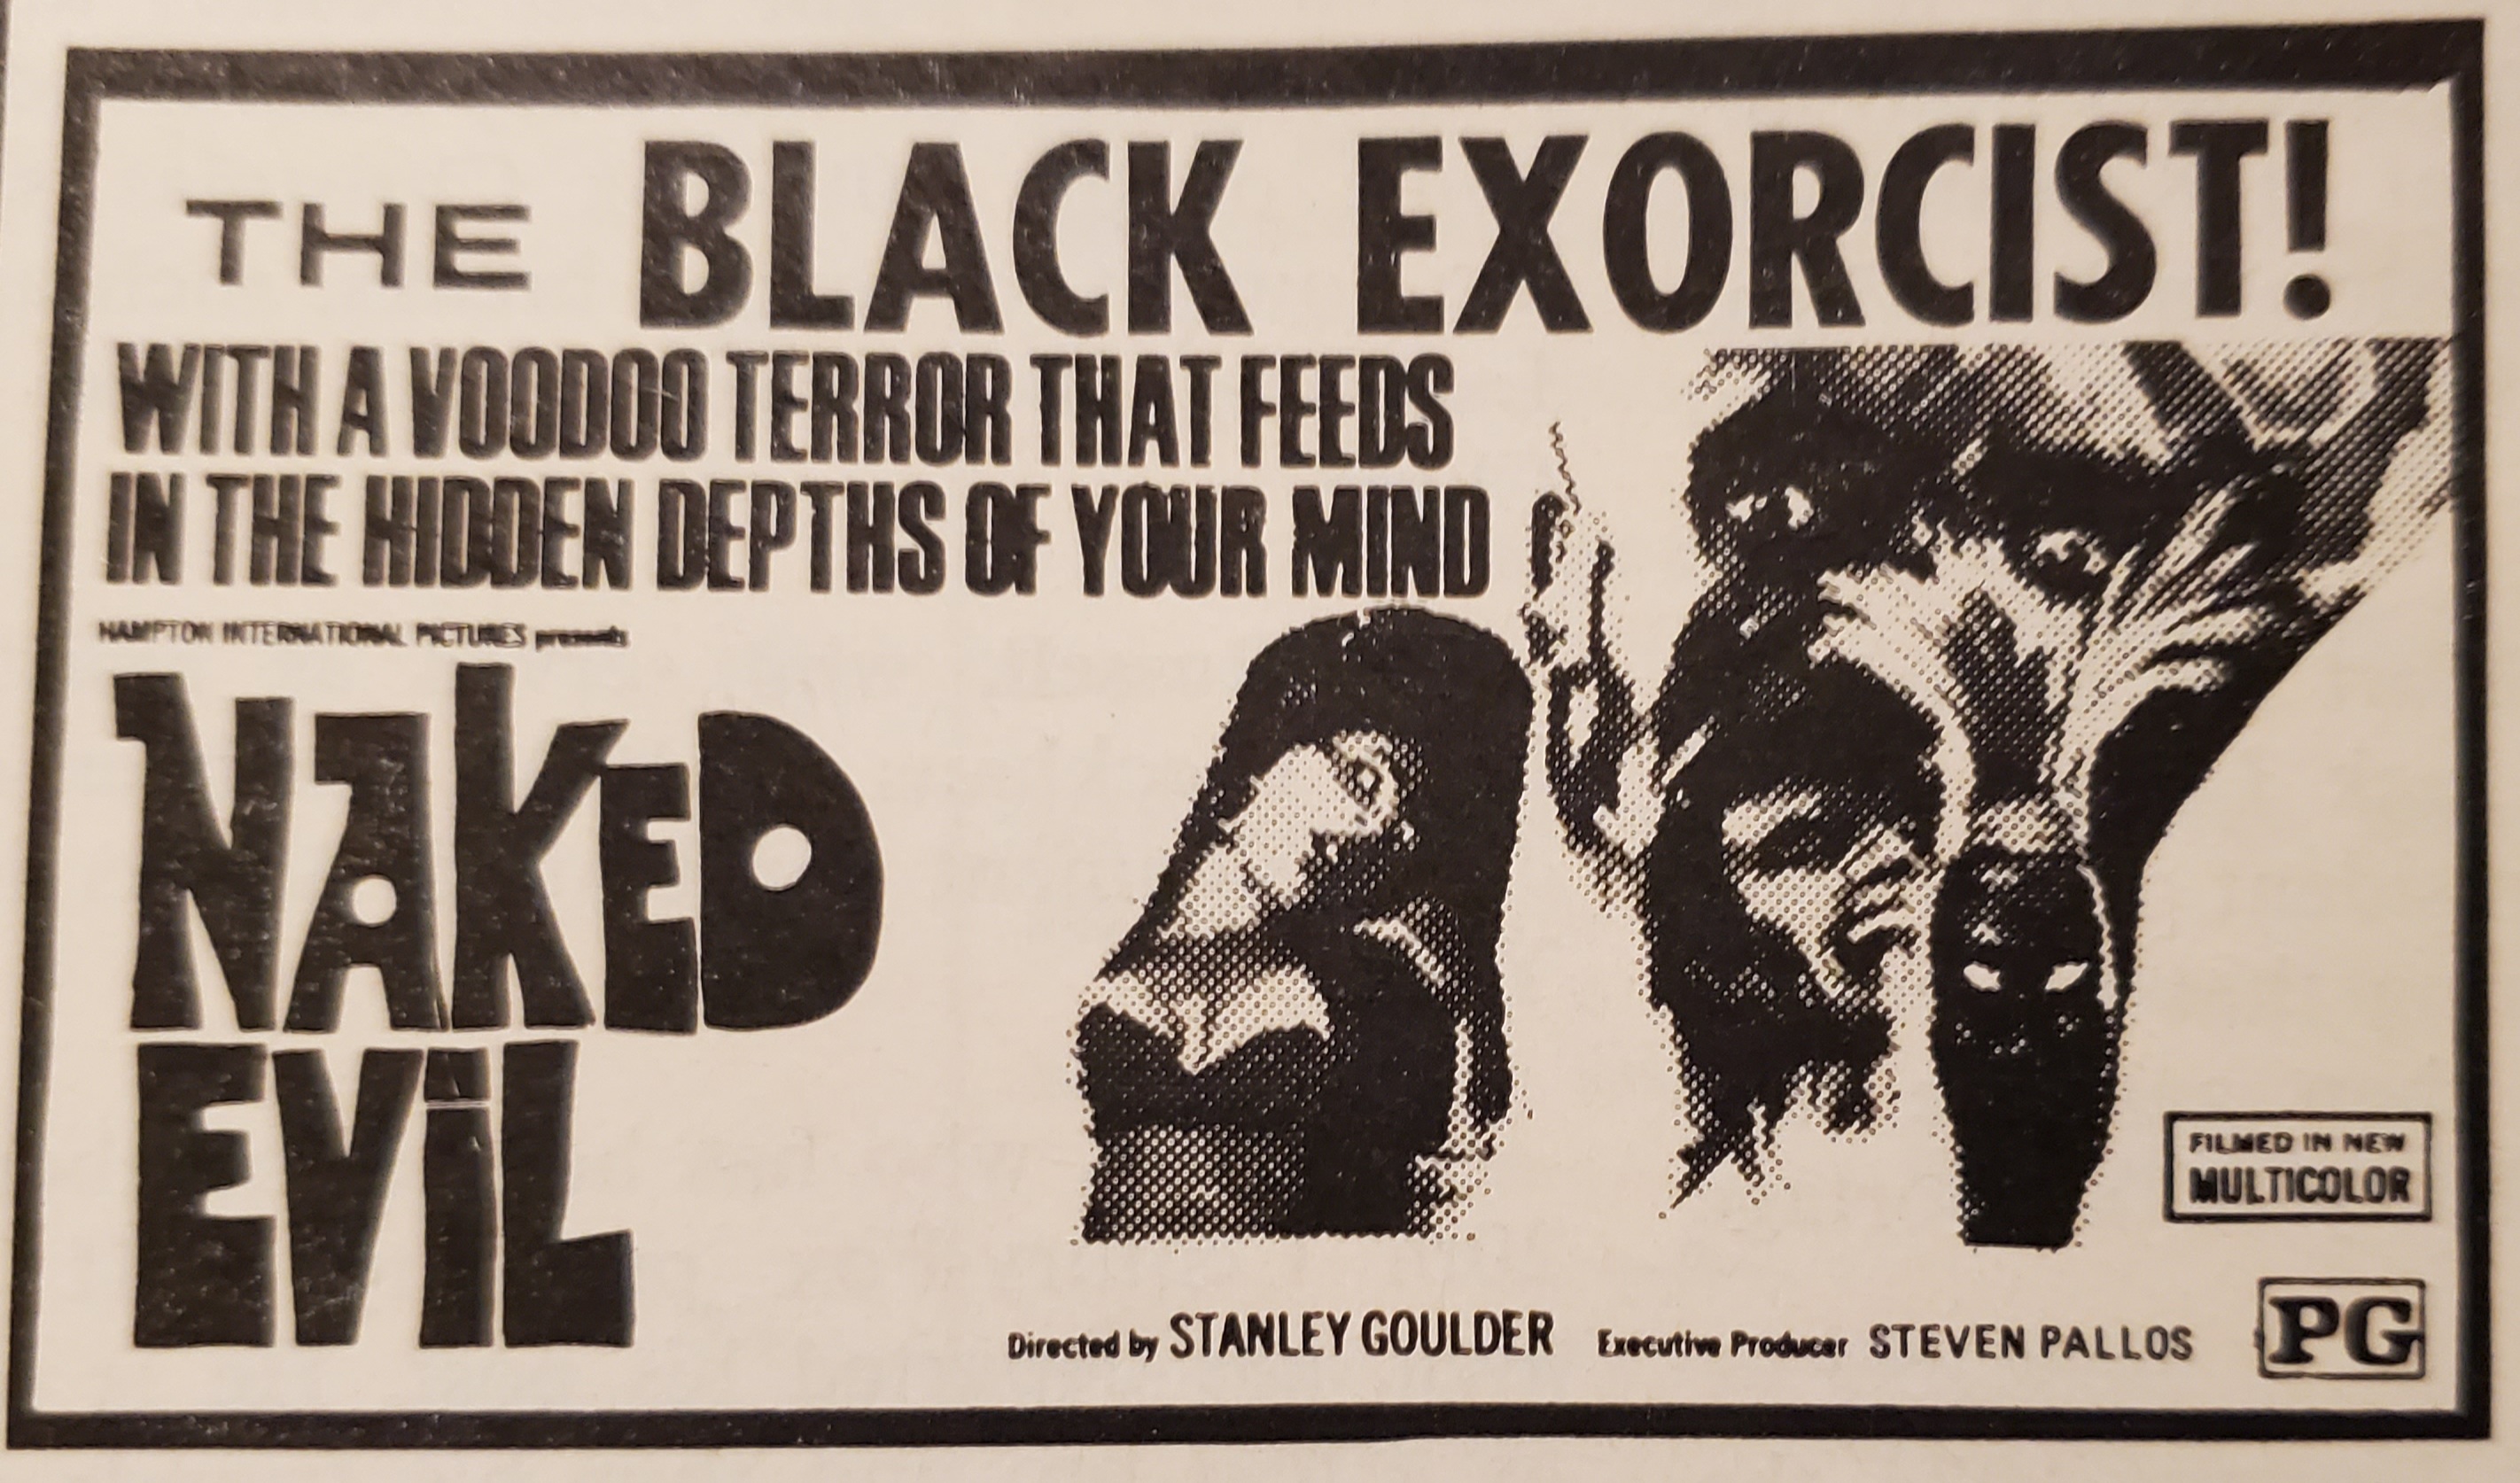 THE BLACK EXORCIST!
WITH A VOODOO TERROR THAT FEEDS
IN THE HIDDEN DEPTHS OF YOUR MIND
HAMPTON INTERNATIONAL PICTURES presents
NAKED
EViL
FILMED IN NEW
MULTICOLOR
Directed by STANLEY GOULDER Executive Producer STEVEN PALLOS
PG